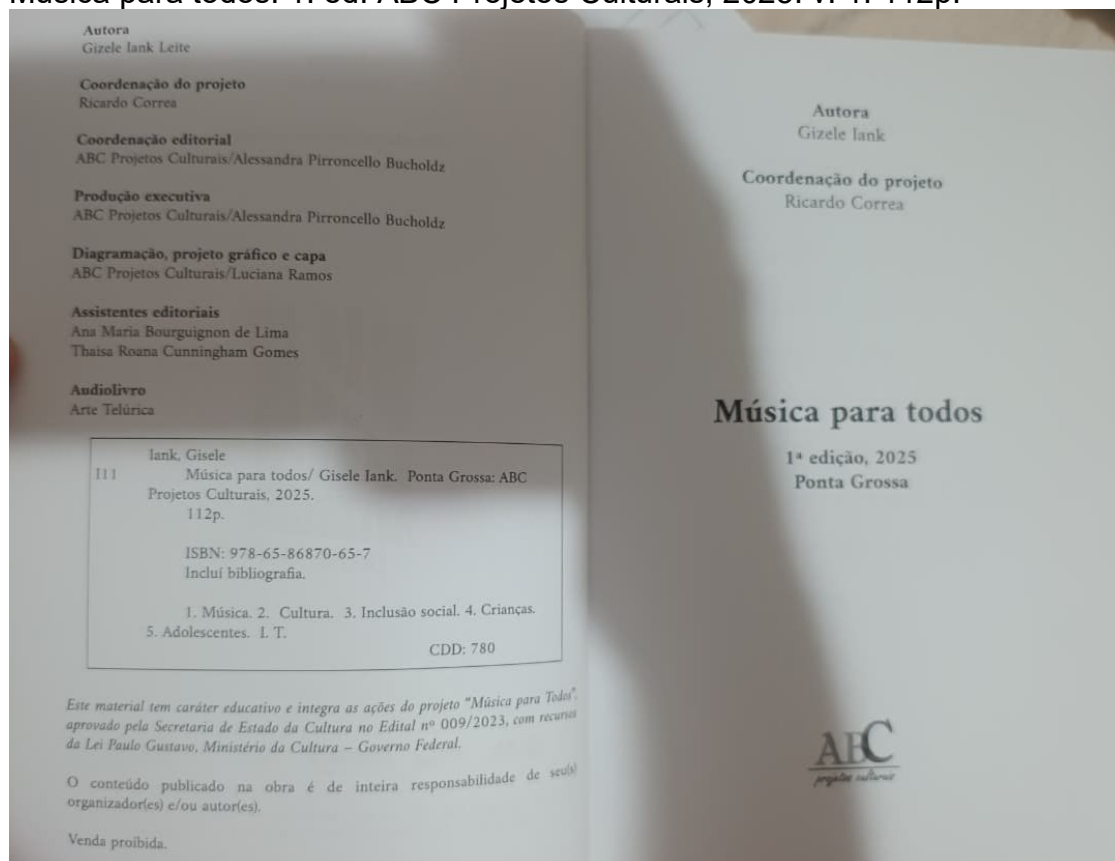 Música para todos. 1. ed. ABC Projetos Culturais, 2025. v. 1. 112p.
Autora
Gizele Iank Leite
Coordenação do projeto
Ricardo Correa
Coordenação editorial
ABC Projetos Culturais/Alessandra Pirroncello Bucholdz
Produção executiva
ABC Projetos Culturais/Alessandra Pirroncello Bucholdz
Diagramação, projeto gráfico e capa
ABC Projetos Culturais/Luciana Ramos
Assistentes editoriais
Ana Maria Bourguignon de Lima
Thaisa Roana Cunningham Gomes
Audiolivro
Arte Telúrica
Iank, Gisele
I11 Música para todos/ Gisele Iank. Ponta Grossa: ABC
Projetos Culturais, 2025.
112p.
ISBN: 978-65-86870-65-7
Incluí bibliografia.
1. Música. 2. Cultura. 3. Inclusão social. 4. Crianças.
5. Adolescentes. I. T.
CDD: 780
Este material tem caráter educativo e integra as ações do projeto "Música para Todos",
aprovado pela Secretaria de Estado da Cultura no Edital nº 009/2023, com recursos
da Lei Paulo Gustavo, Ministério da Cultura – Governo Federal.
O conteúdo publicado na obra é de inteira responsabilidade de seu(s)
organizador(es) e/ou autor(es).
Venda proibida.
Autora
Gizele Iank
Coordenação do projeto
Ricardo Correa
Música para todos
1ª edição, 2025
Ponta Grossa
ABC
projetos culturais